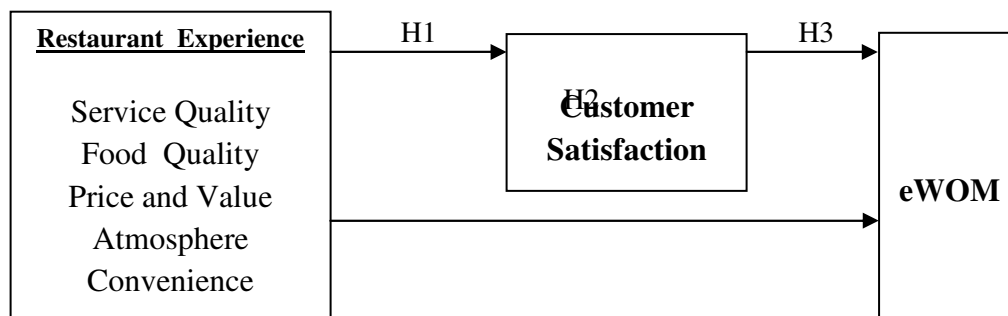 Restaurant Experience
Service Quality
Food Quality
Price and Value
Atmosphere
Convenience
H1
H2
Customer
Satisfaction
H3
eWOM